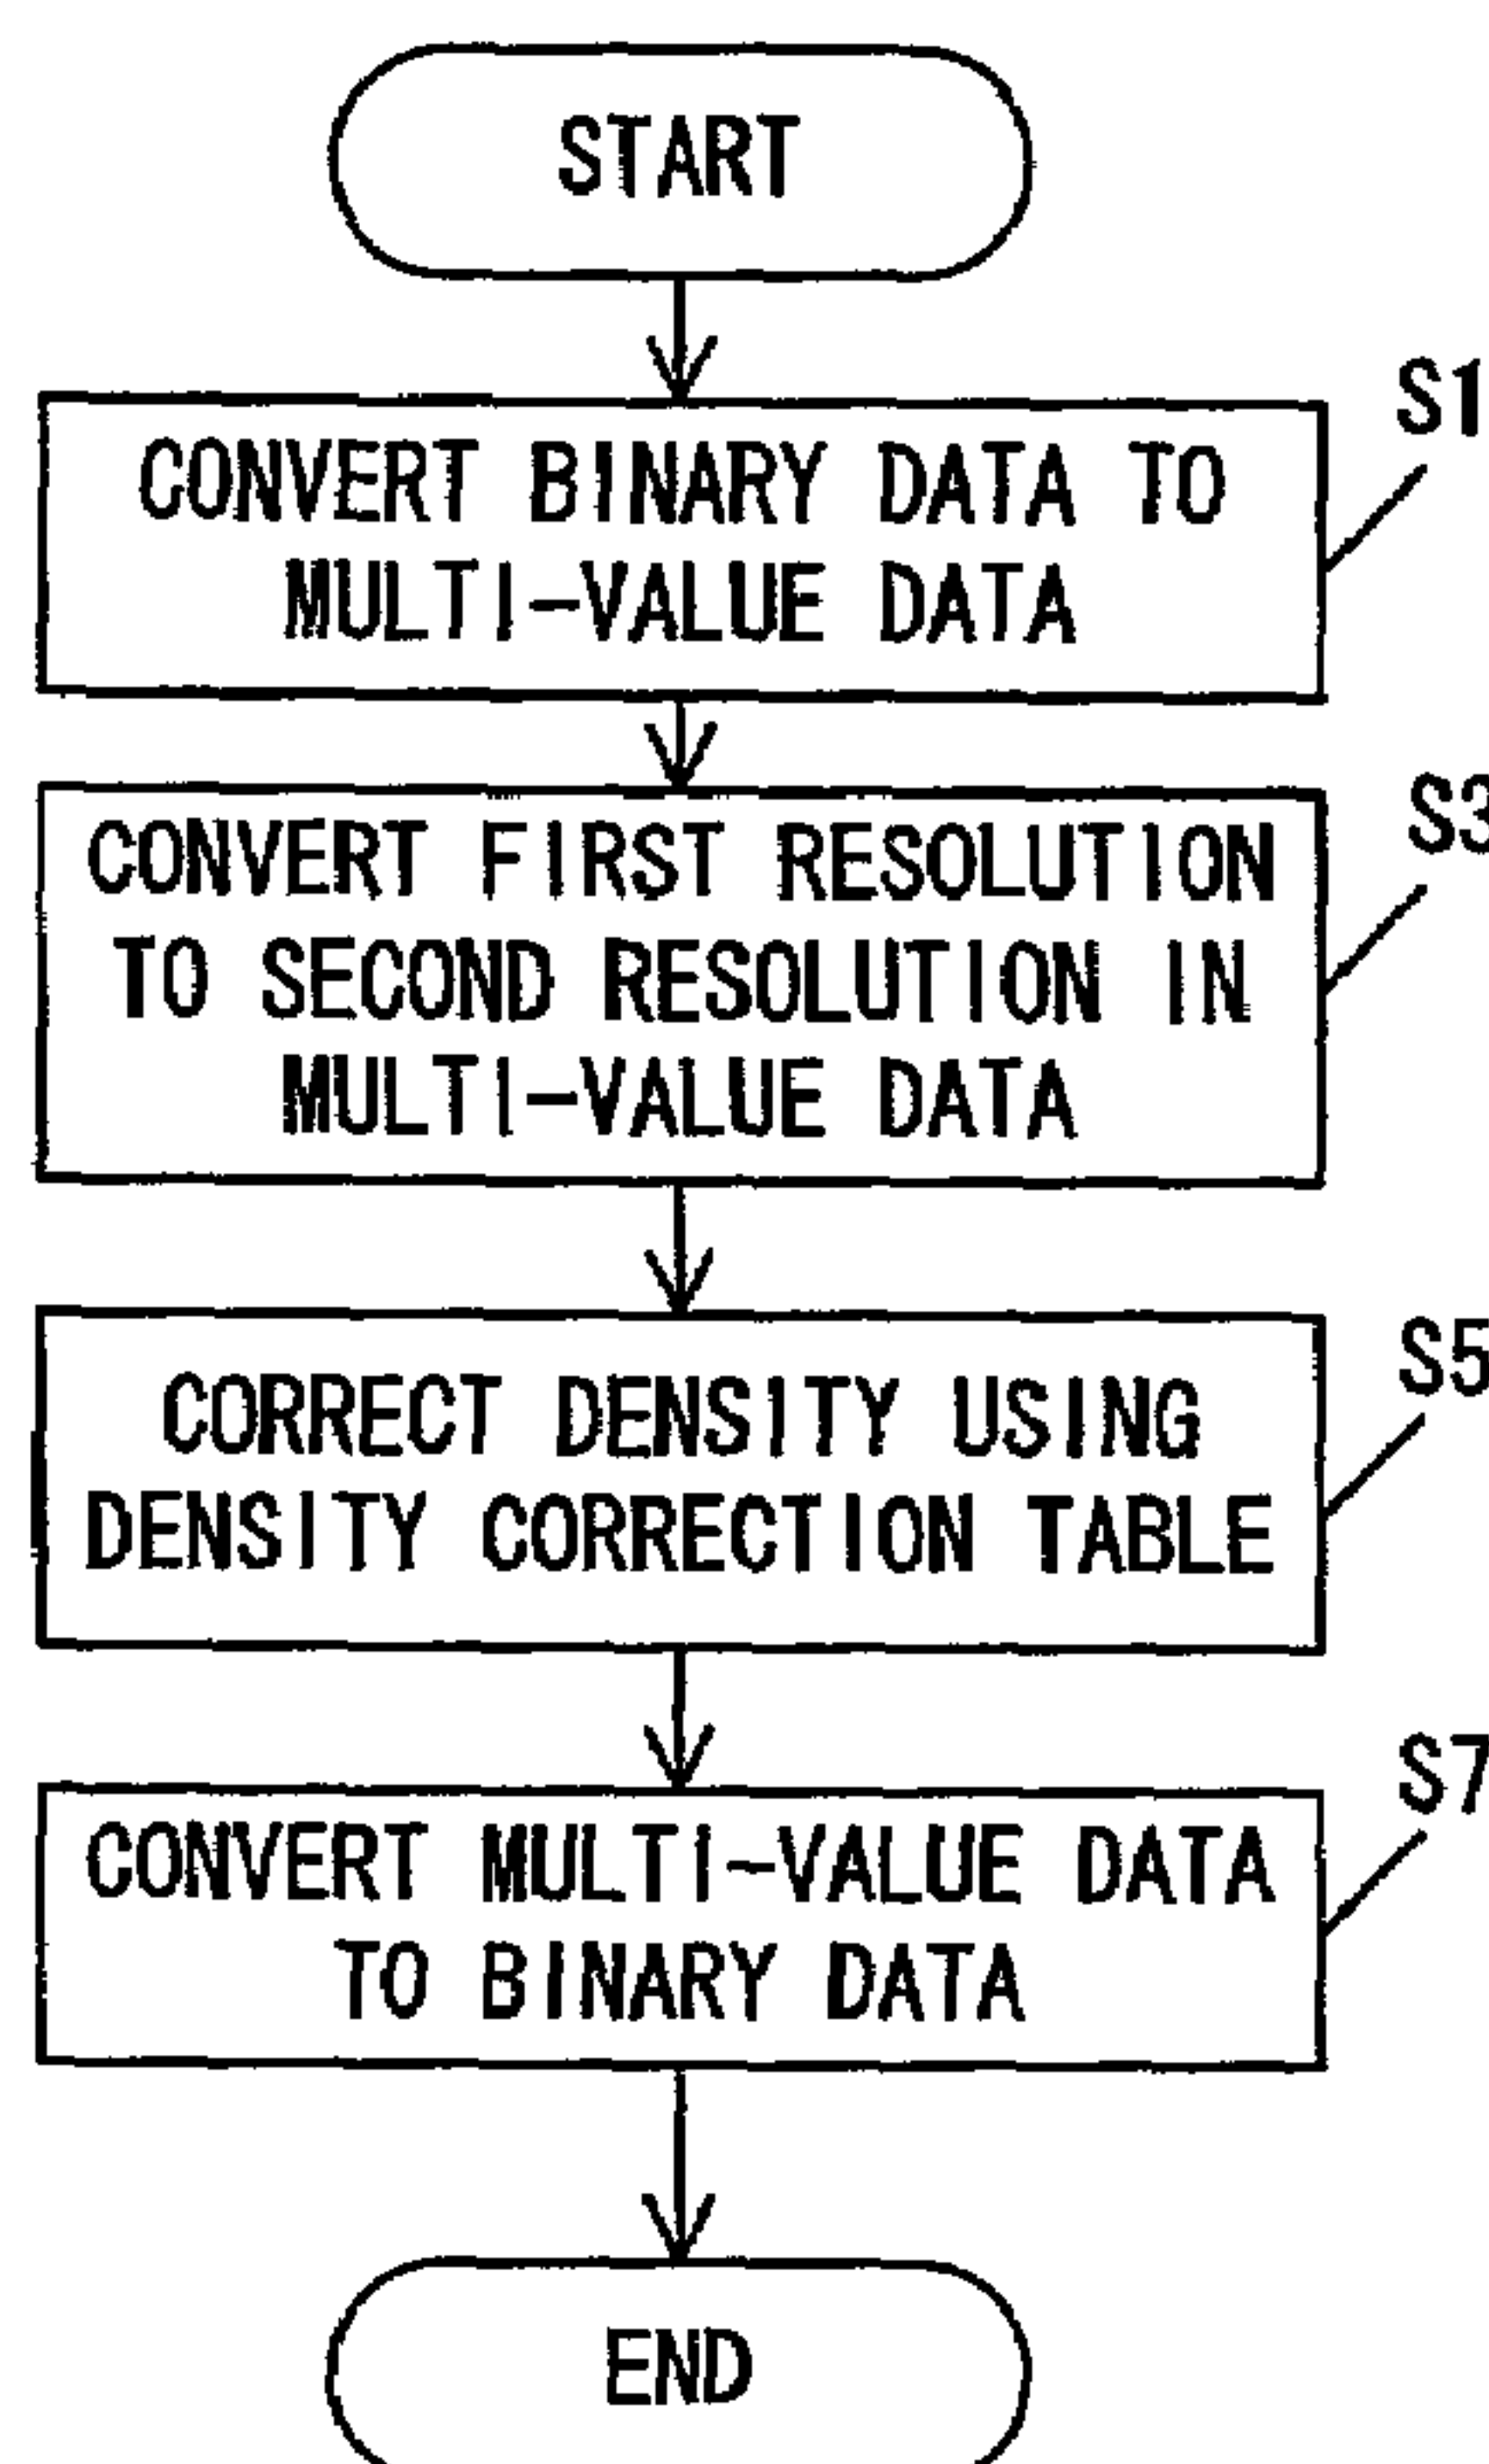 START
S1
CONVERT BINARY DATA TO
MULTI-VALUE DATA
S3
CONVERT FIRST RESOLUTION
TO SECOND RESOLUTION IN
MULTI-VALUE DATA
S5
CORRECT DENSITY USING
DENSITY CORRECTION TABLE
S7
CONVERT MULTI-VALUE DATA
TO BINARY DATA
END